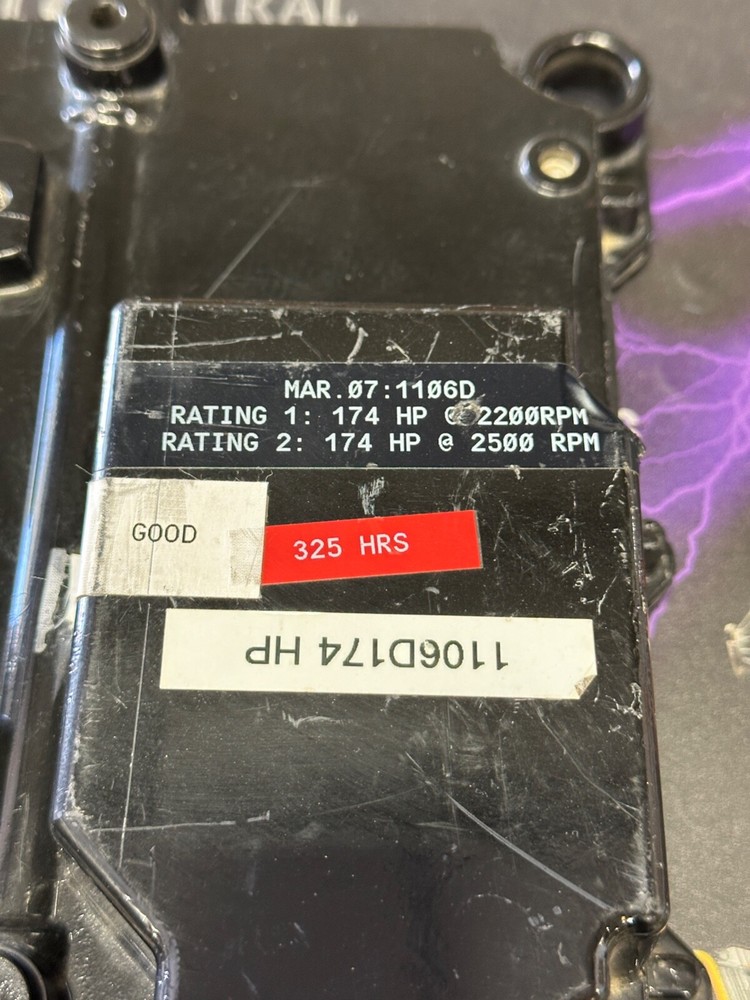 MAR.07:1106D
RATING 1: 174 HP @ 2200RPM
RATING 2: 174 HP @ 2500 RPM
GOOD
325 HRS
1106D174 HP